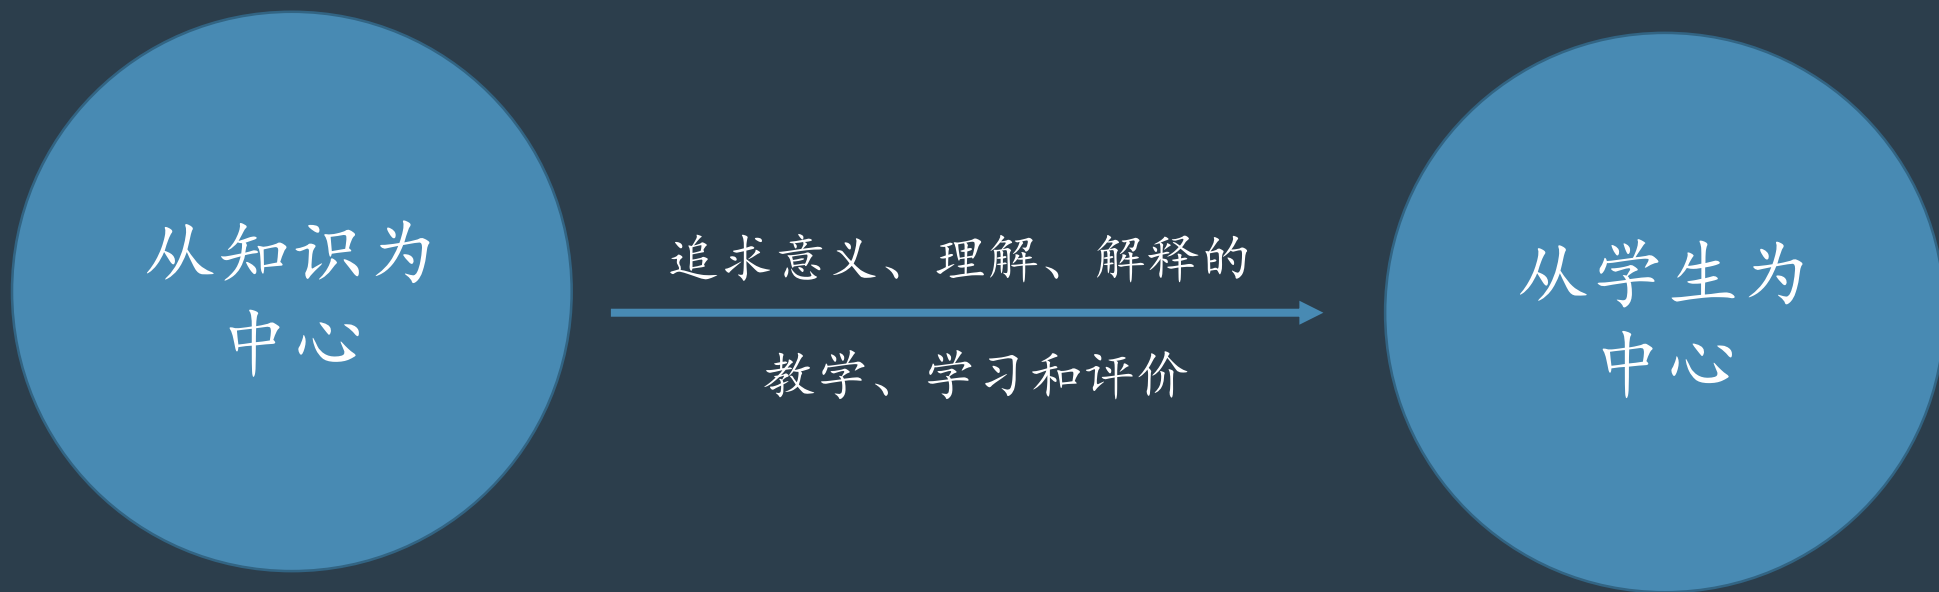 从知识为
中心
追求意义、理解、解释的
教学、学习和评价
从学生为
中心